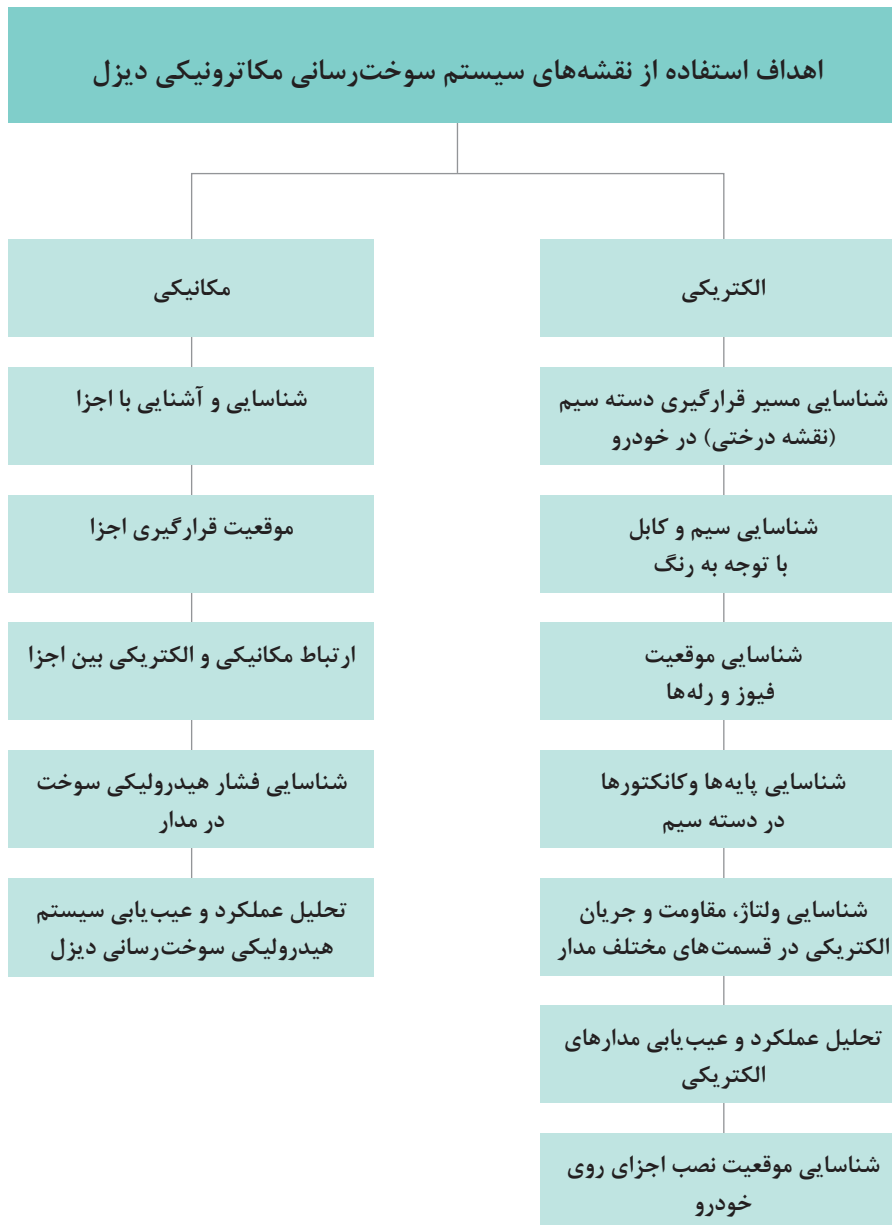 اهداف استفاده از نقشه‌های سیستم سوخت‌رسانی مکاترونیکی دیزل
الکتریکی
شناسایی مسیر قرارگیری دسته سیم
(نقشه درختی) در خودرو
شناسایی سیم و کابل
با توجه به رنگ
شناسایی موقعیت
فیوز و رله‌ها
شناسایی پایه‌ها وکانکتورها
در دسته سیم
شناسایی ولتاژ، مقاومت و جریان
الکتریکی در قسمت‌های مختلف مدار
تحلیل عملکرد و عیب‌یابی مدارهای
الکتریکی
شناسایی موقعیت نصب اجزای روی
خودرو
مکانیکی
شناسایی و آشنایی با اجزا
موقعیت قرارگیری اجزا
ارتباط مکانیکی و الکتریکی بین اجزا
شناسایی فشار هیدرولیکی سوخت
در مدار
تحلیل عملکرد و عیب‌یابی سیستم
هیدرولیکی سوخت‌رسانی دیزل